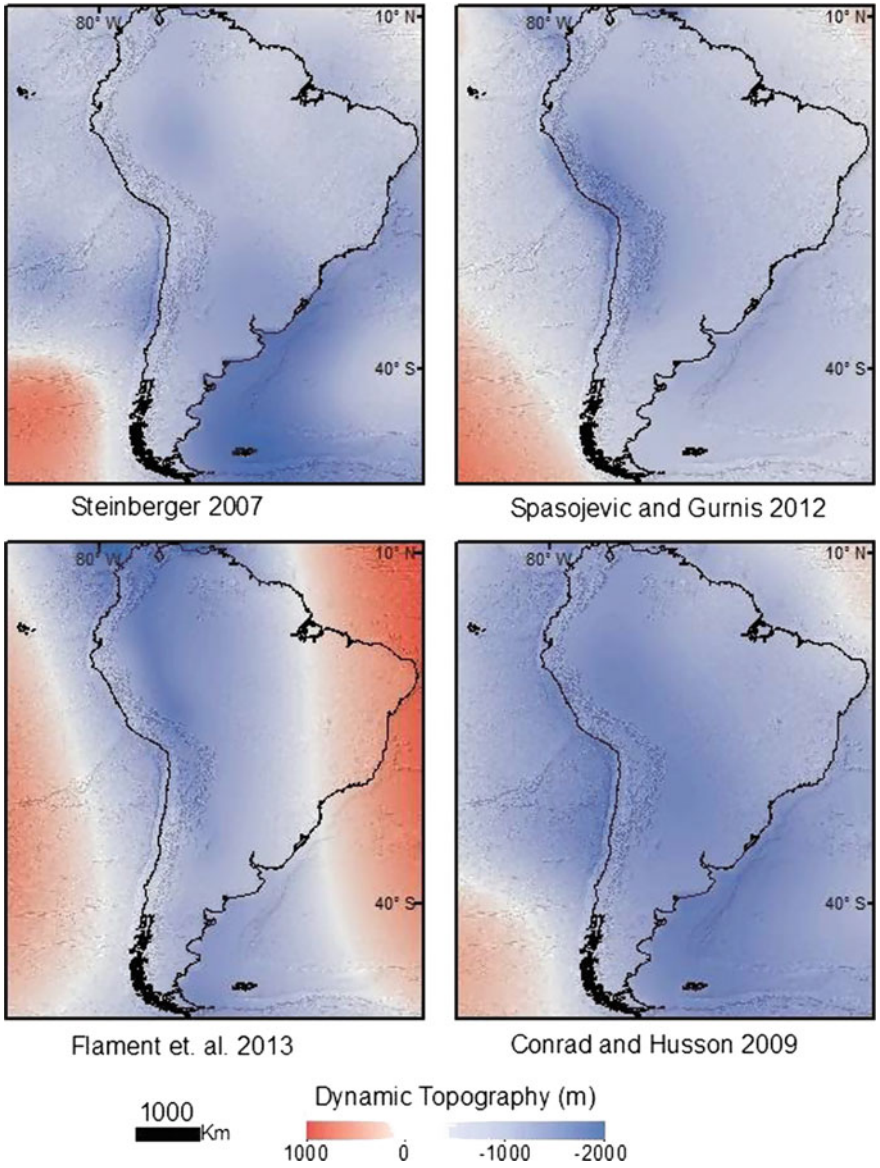 80° W 10° N
40° S
Steinberger 2007
80° W 10° N
40° S
Spasojevic and Gurnis 2012
80° W 10° N
40° S
Flament et. al. 2013
80° W 10° N
40° S
Conrad and Husson 2009
1000
Km
Dynamic Topography (m)
1000 0 -1000 -2000